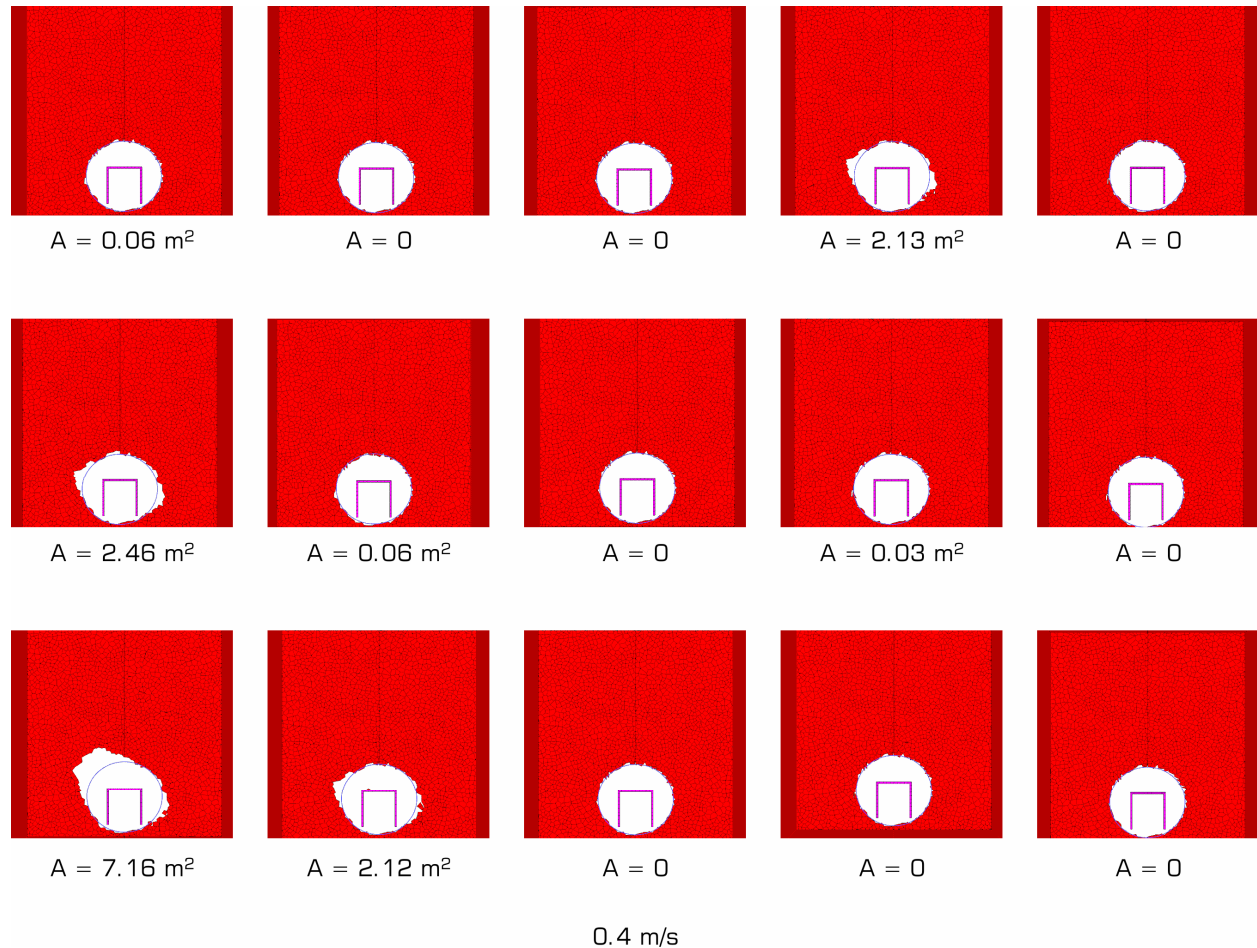 A = 0.06 m²
A = 0
A = 0
A = 2.13 m²
A = 0
A = 2.46 m²
A = 0.06 m²
A = 0
A = 0.03 m²
A = 0
A = 7.16 m²
A = 2.12 m²
A = 0
A = 0
A = 0
0.4 m/s